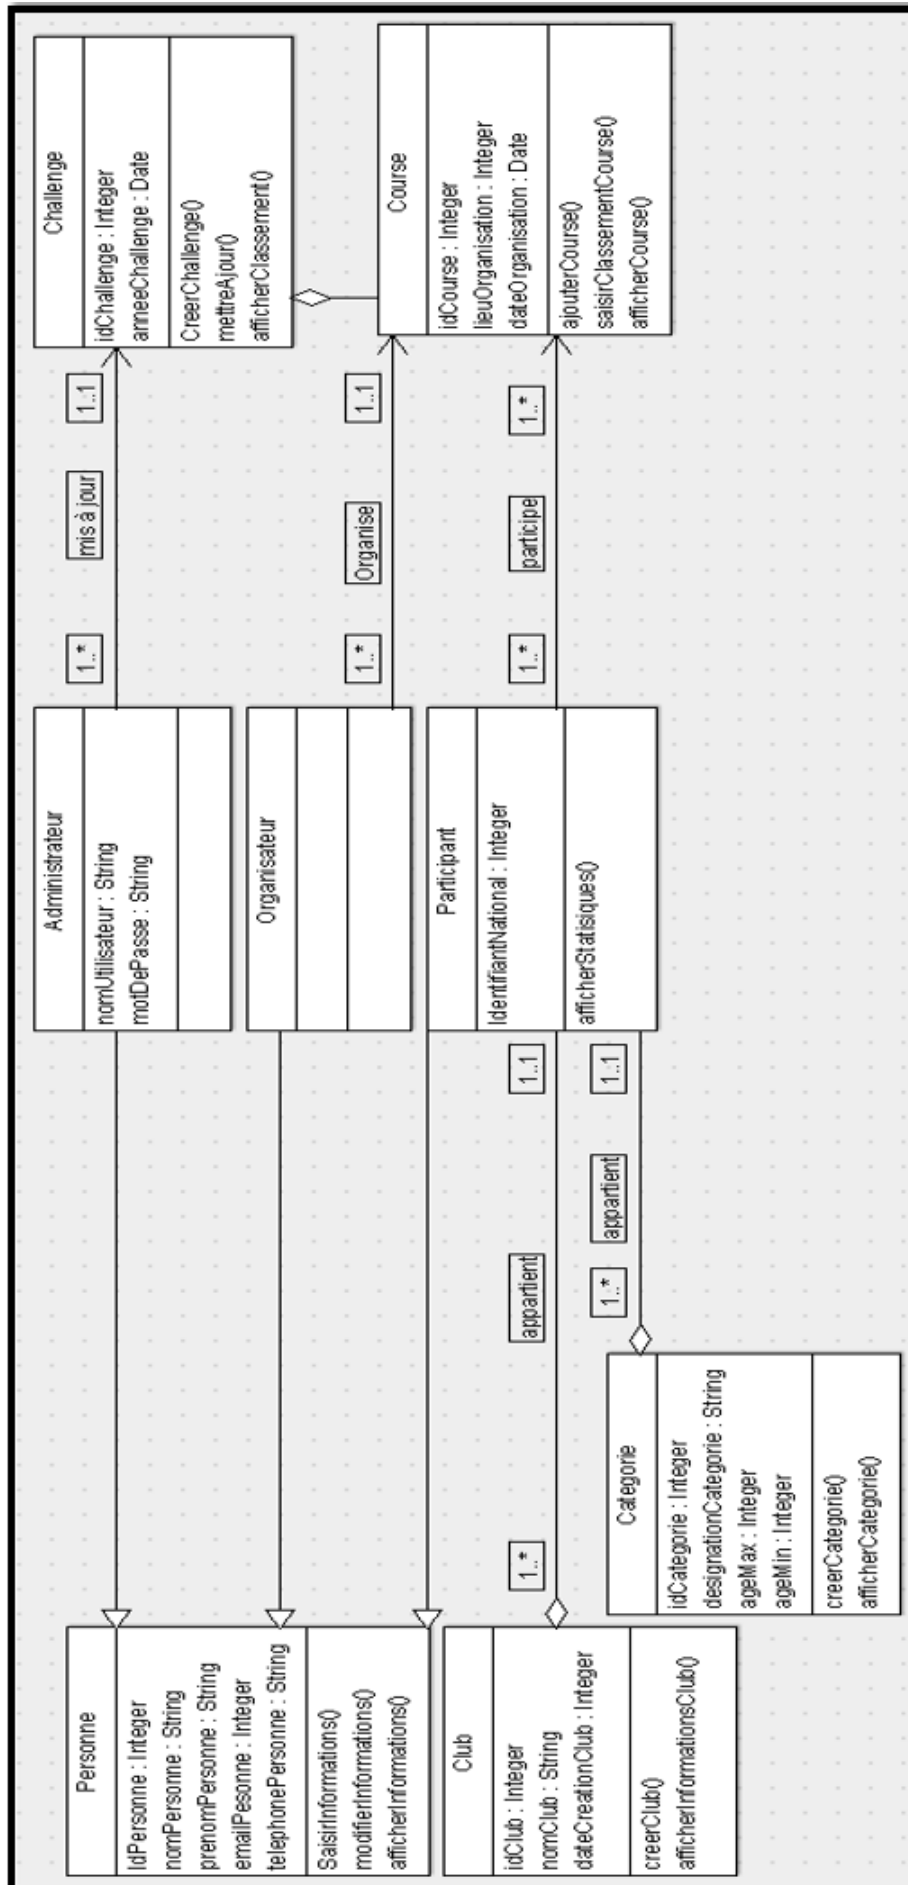 Personne
IdPersonne : Integer
nomPersonne : String
prenomPersonne : String
emailPesonne : Integer
telephonePersonne : String
SaisirInformations()
modifierInformations()
afficherInformations()
Club
idClub : Integer
nomClub : String
dateCreationClub : Integer
creerClub()
afficherInformationsClub()
Categorie
idCategorie : Integer
designationCategorie : String
ageMax : Integer
ageMin : Integer
creerCategorie()
afficherCategorie()
1..*
appartient
1..1
1..*
appartient
1..1
Administrateur
nomUtilisateur : String
motDePasse : String
Organisateur
Participant
IdentifiantNational : Integer
afficherStatisiques()
1..*
mis à jour
1..1
1..*
Organise
1..1
1..*
participe
1..*
Challenge
idChallenge : Integer
anneeChallenge : Date
CreerChallenge()
mettreAjour()
afficherClassement()
Course
idCourse : Integer
lieuOrganisation : Integer
dateOrganisation : Date
ajouterCourse()
saisirClassementCourse()
afficherCourse()